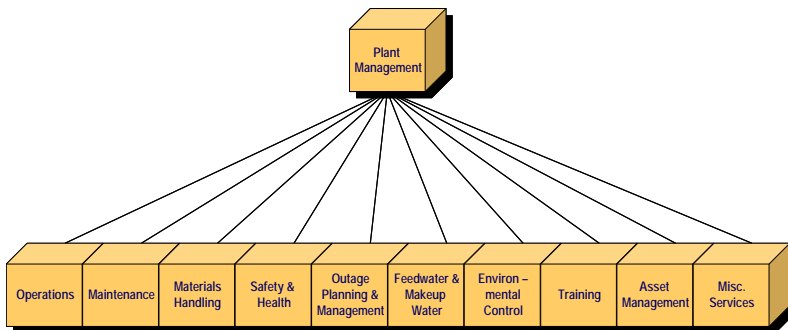 Plant
Management
Operations
Maintenance
Materials
Handling
Safety &
Health
Outage
Planning &
Management
Feedwater &
Makeup
Water
Environ –
mental
Control
Training
Asset
Management
Misc.
Services